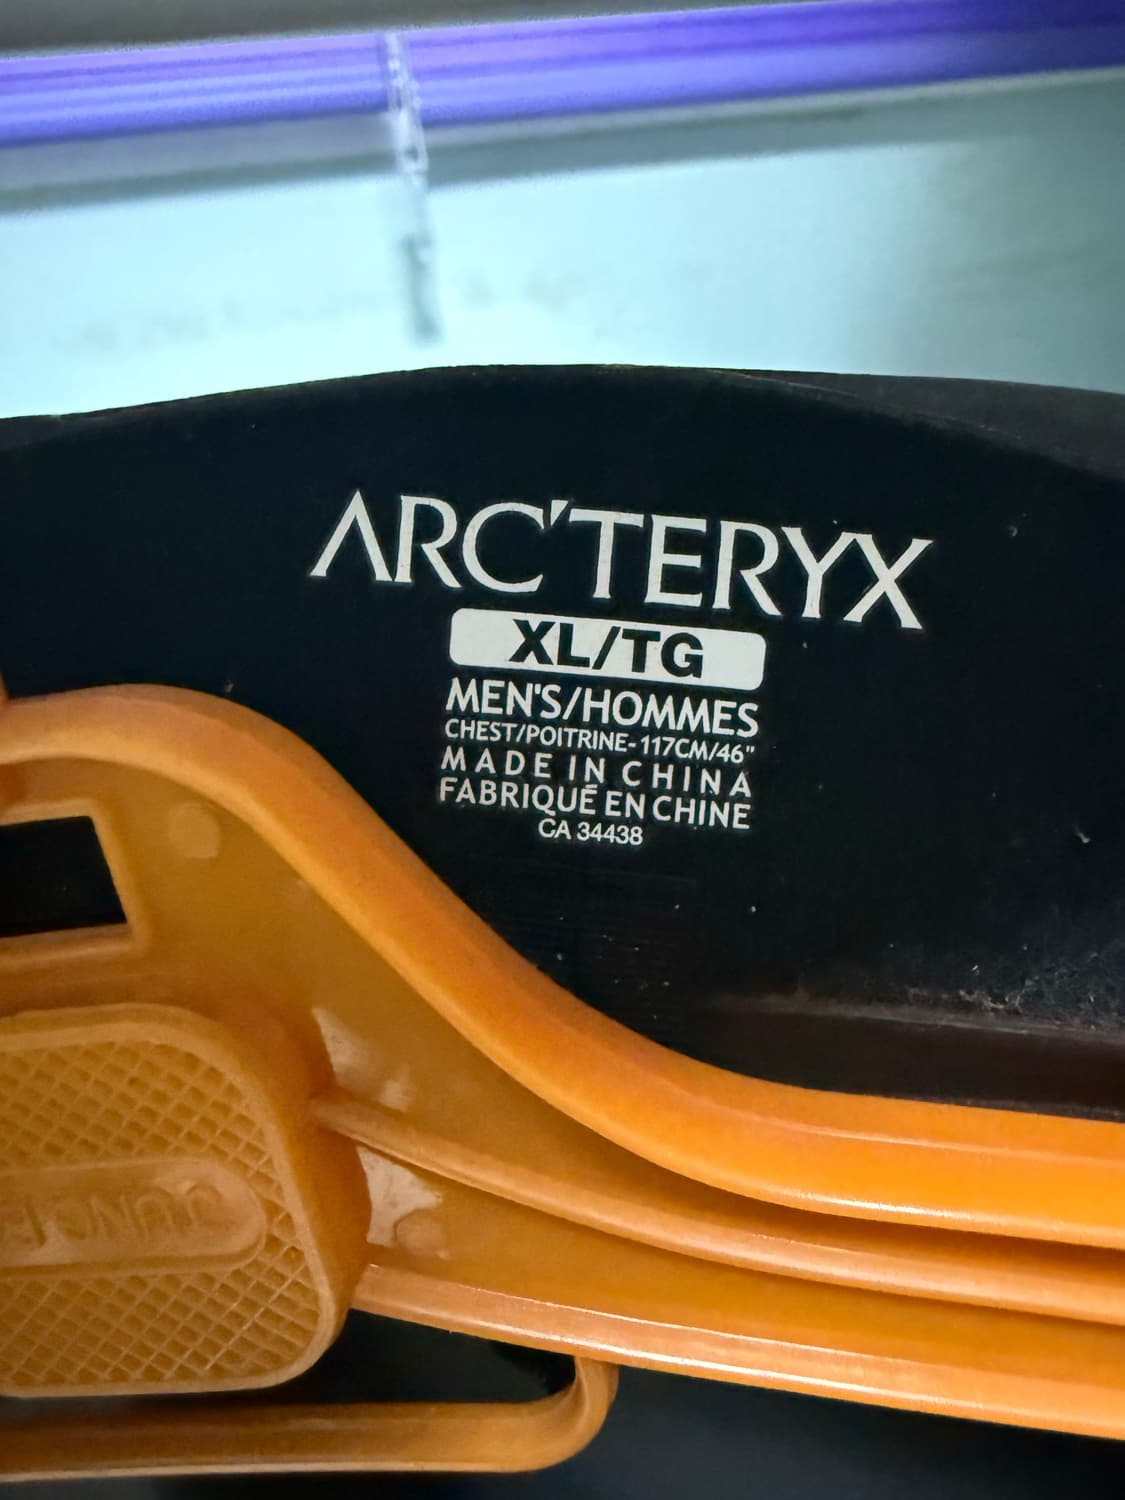 ARC'TERYX
XL/TG
MEN'S/HOMMES
CHEST/POITRINE-117CM/46"
MADE IN CHINA
FABRIQUÉ EN CHINE
CA 34438